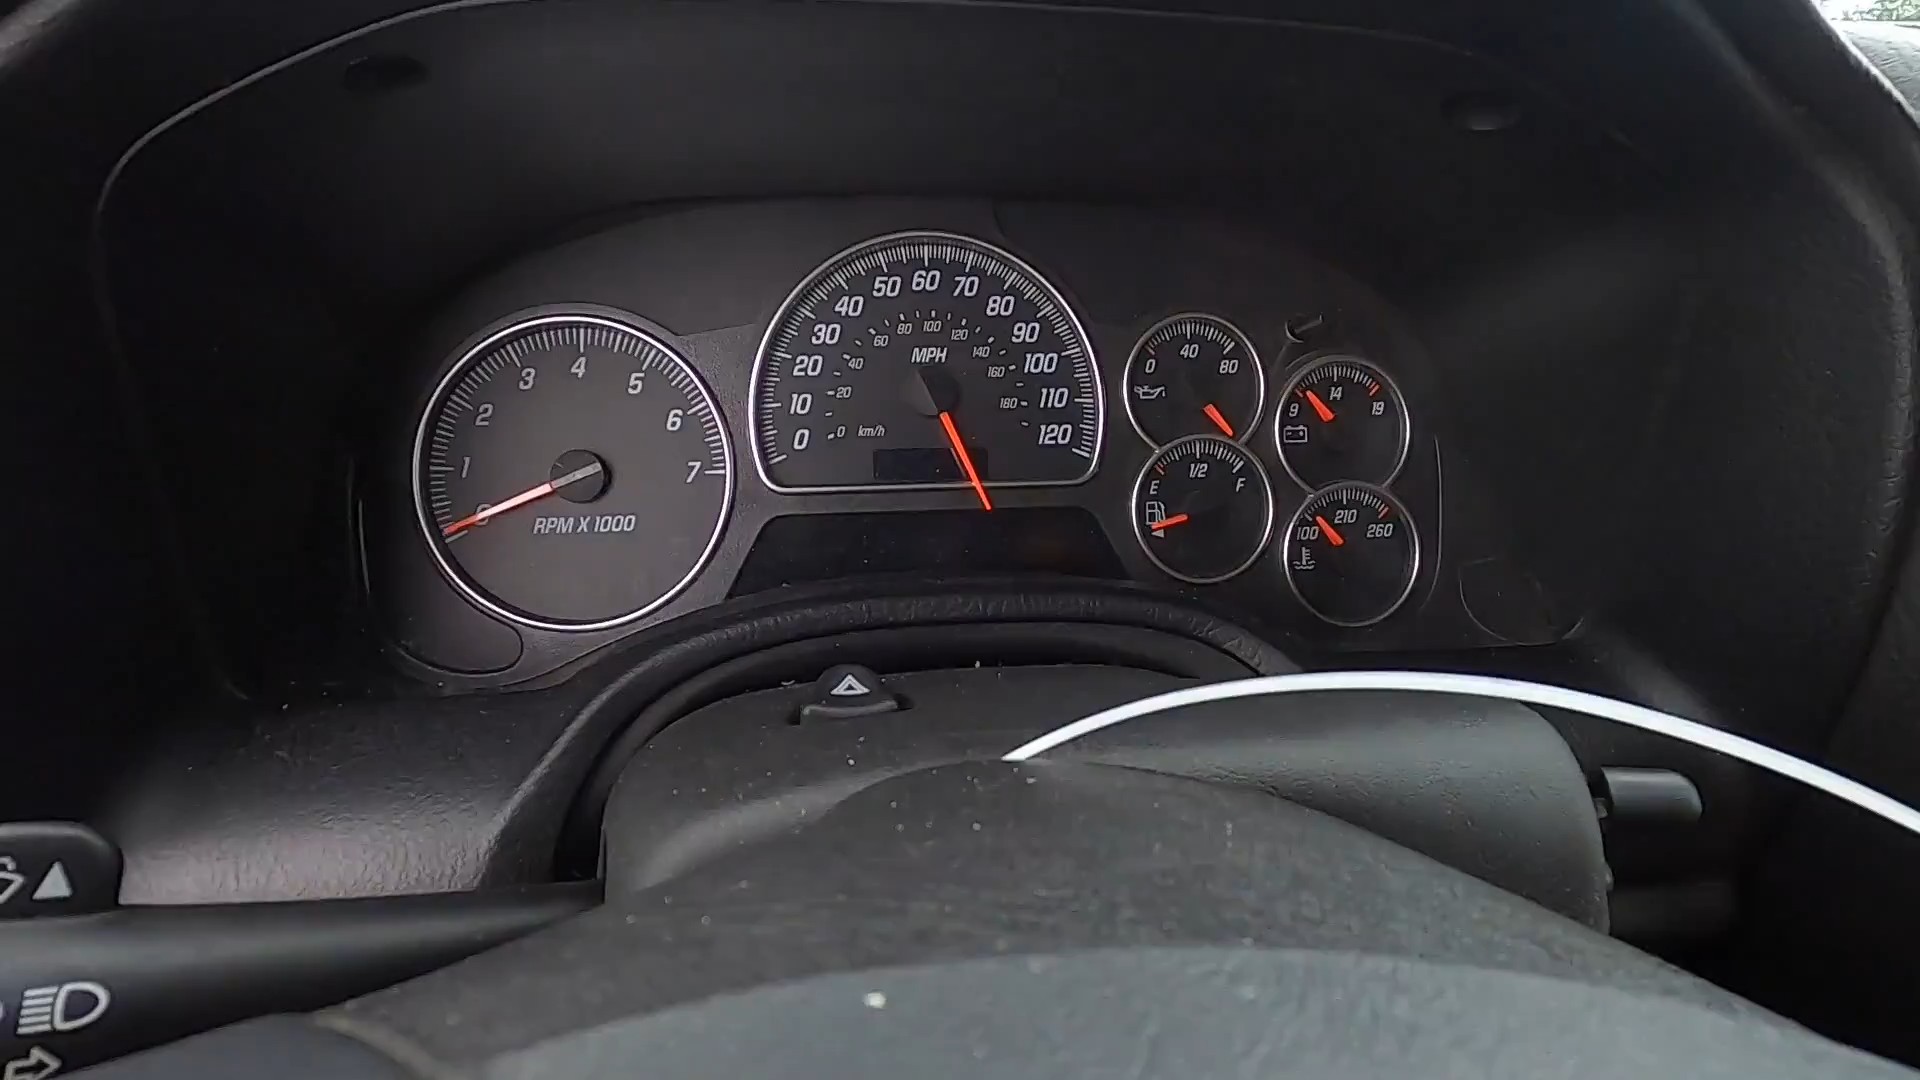 0 1 2 3 4 5 6 7
RPM X 1000
0 10 20 30 40 50 60 70 80 90 100 110 120
MPH
0 20 40 60 80 100 120 140 160 180
km/h
0 40 80
9 14 19
E 1/2 F
100 210 260